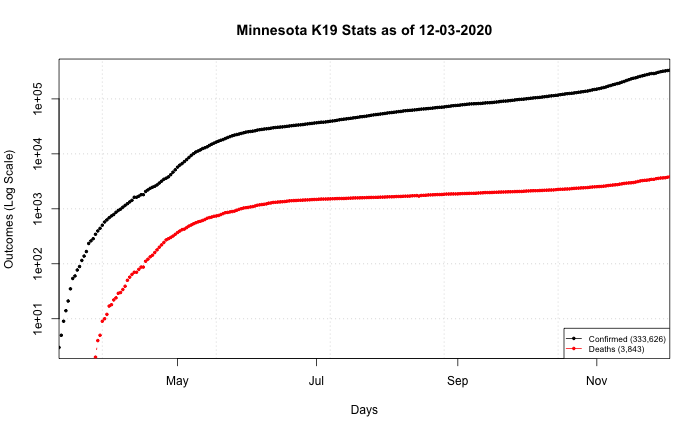 Minnesota K19 Stats as of 12-03-2020
Outcomes (Log Scale)
1e+05
1e+04
1e+03
1e+02
1e+01
Confirmed (333,626)
Deaths (3,843)
May
Jul
Sep
Nov
Days